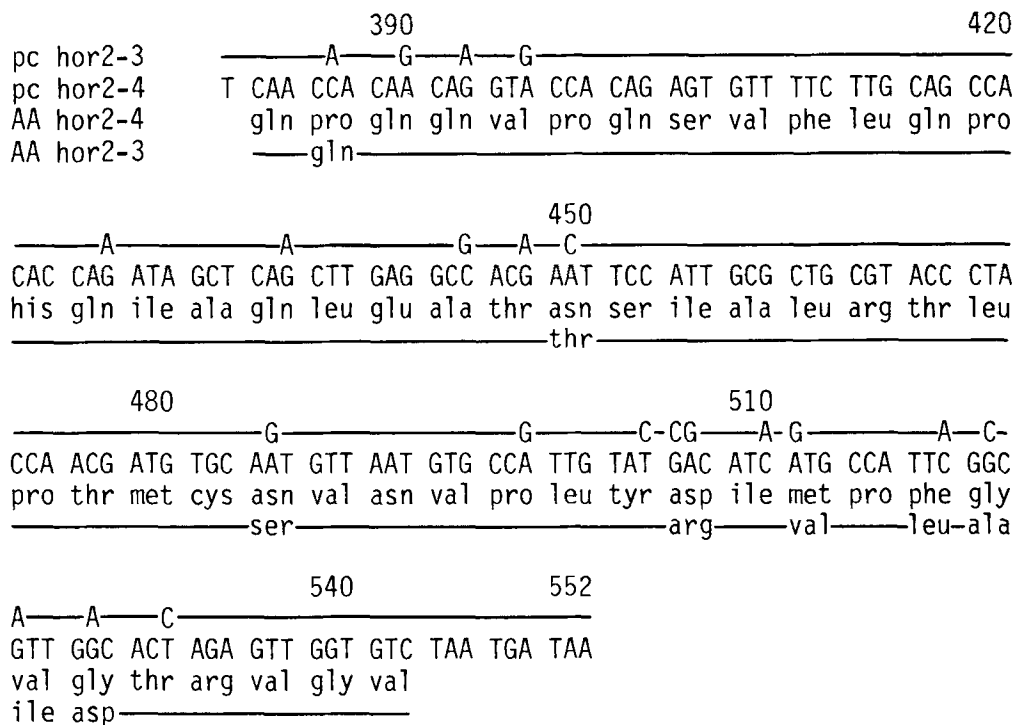 390 420
pc hor2-3 ———A——G——A——G————————————————
pc hor2-4 T CAA CCA CAA CAG GTA CCA CAG AGT GTT TTC TTG CAG CCA
AA hor2-4 gln pro gln gln val pro gln ser val phe leu gln pro
AA hor2-3 ——gln————————————————————————
450
————A————————A————————G——A—C————————————————
CAC CAG ATA GCT CAG CTT GAG GCC ACG AAT TCC ATT GCG CTG CGT ACC CTA
his gln ile ala gln leu glu ala thr asn ser ile ala leu arg thr leu
————————————————————————thr————————————————
480 510
————————————G————————————G—————C-CG———A-G———————A—C-
CCA ACG ATG TGC AAT GTT AAT GTG CCA TTG TAT GAC ATC ATG CCA TTC GGC
pro thr met cys asn val asn val pro leu tyr asp ile met pro phe gly
————————————ser————————————————————arg———val———leu—ala
540 552
A——A———C————————————————————
GTT GGC ACT AGA GTT GGT GTC TAA TGA TAA
val gly thr arg val gly val
ile asp——————————————